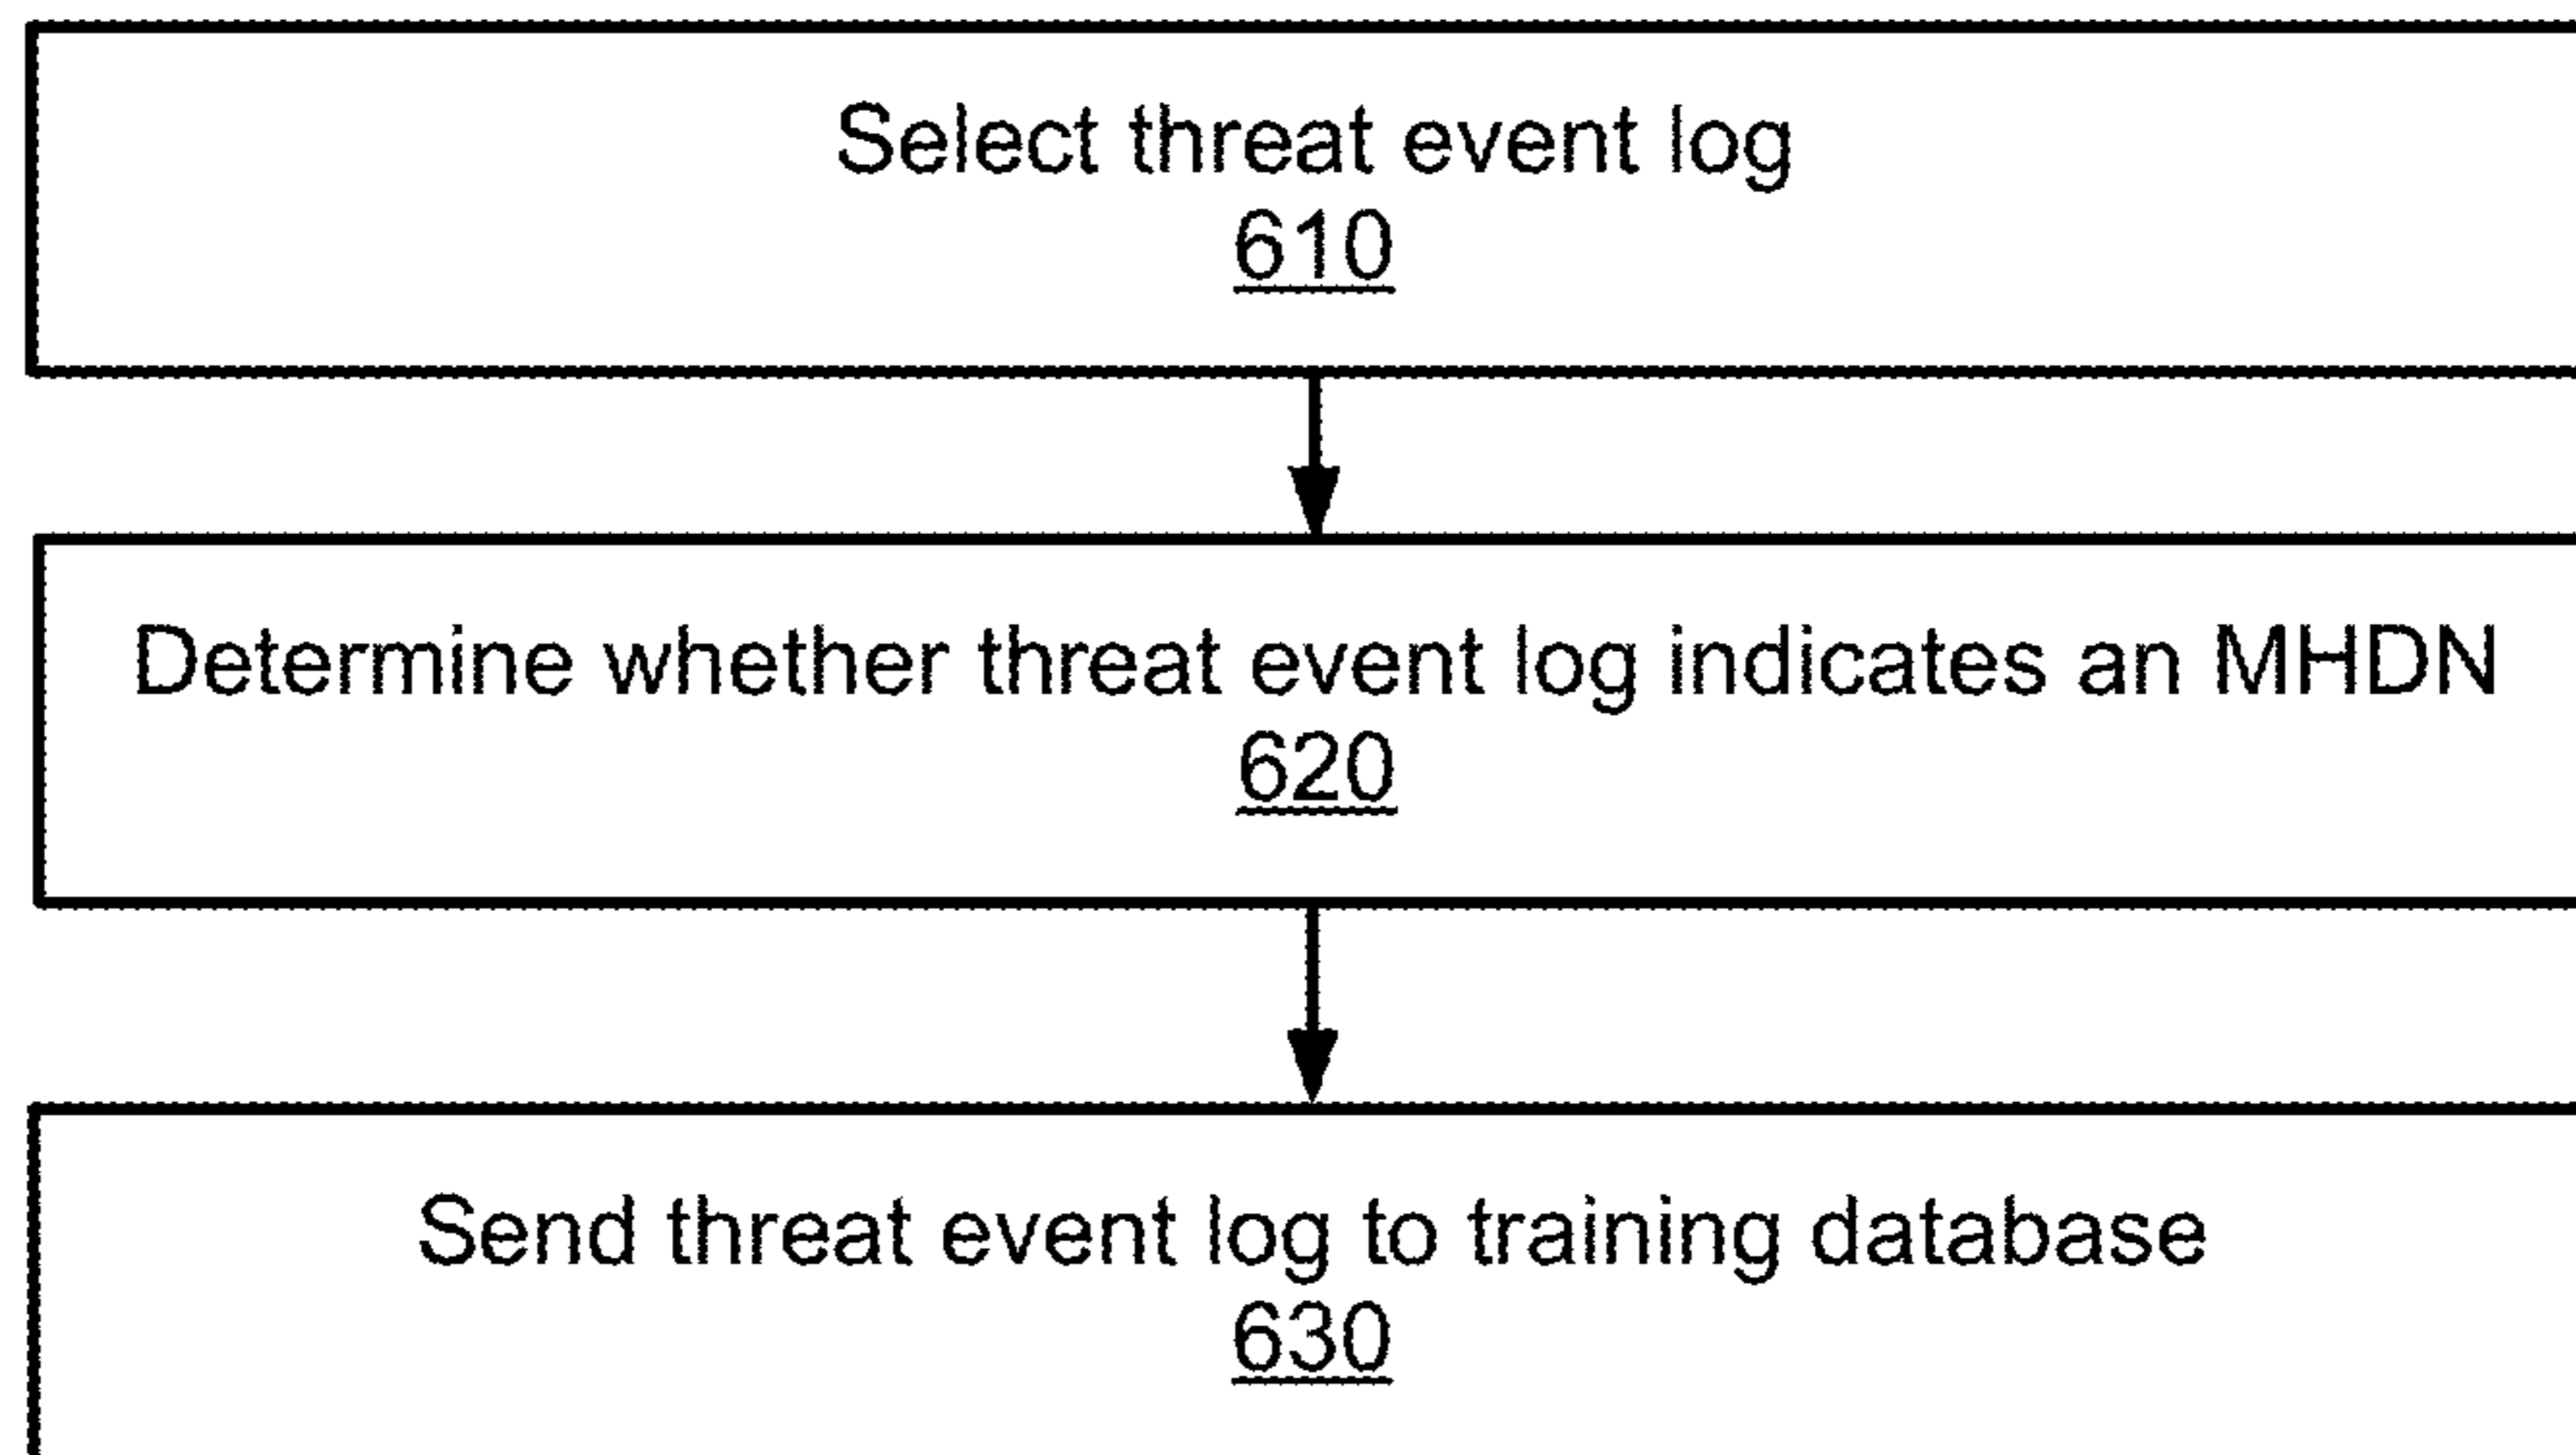 Select threat event log
610
Determine whether threat event log indicates an MHDN
620
Send threat event log to training database
630